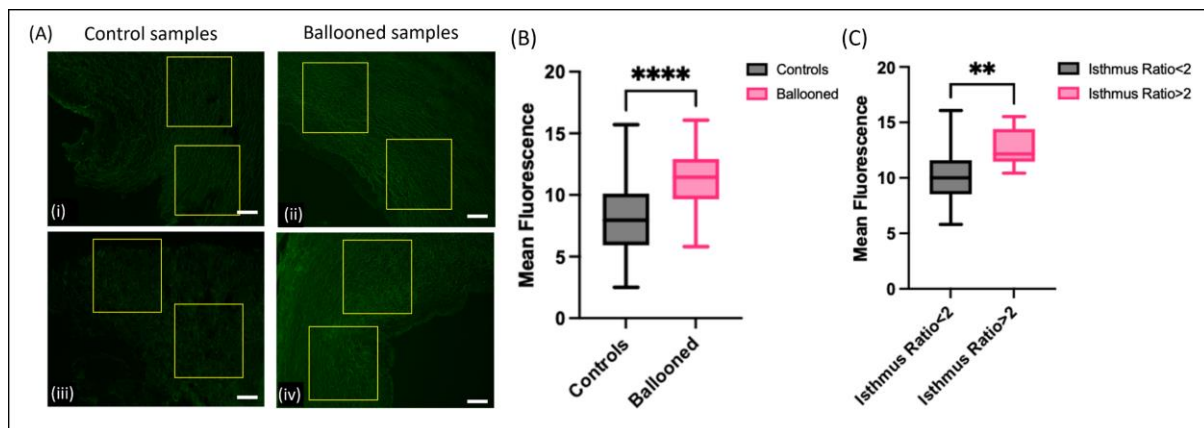 (A)
Control samples
Ballooned samples
(i)
(ii)
(iii)
(iv)
(B)
Mean Fluorescence
20
15
10
5
0
****
Controls
Ballooned
Controls
Ballooned
(C)
Mean Fluorescence
20
15
10
5
0
**
Isthmus Ratio<2
Isthmus Ratio>2
Isthmus Ratio<2
Isthmus Ratio>2